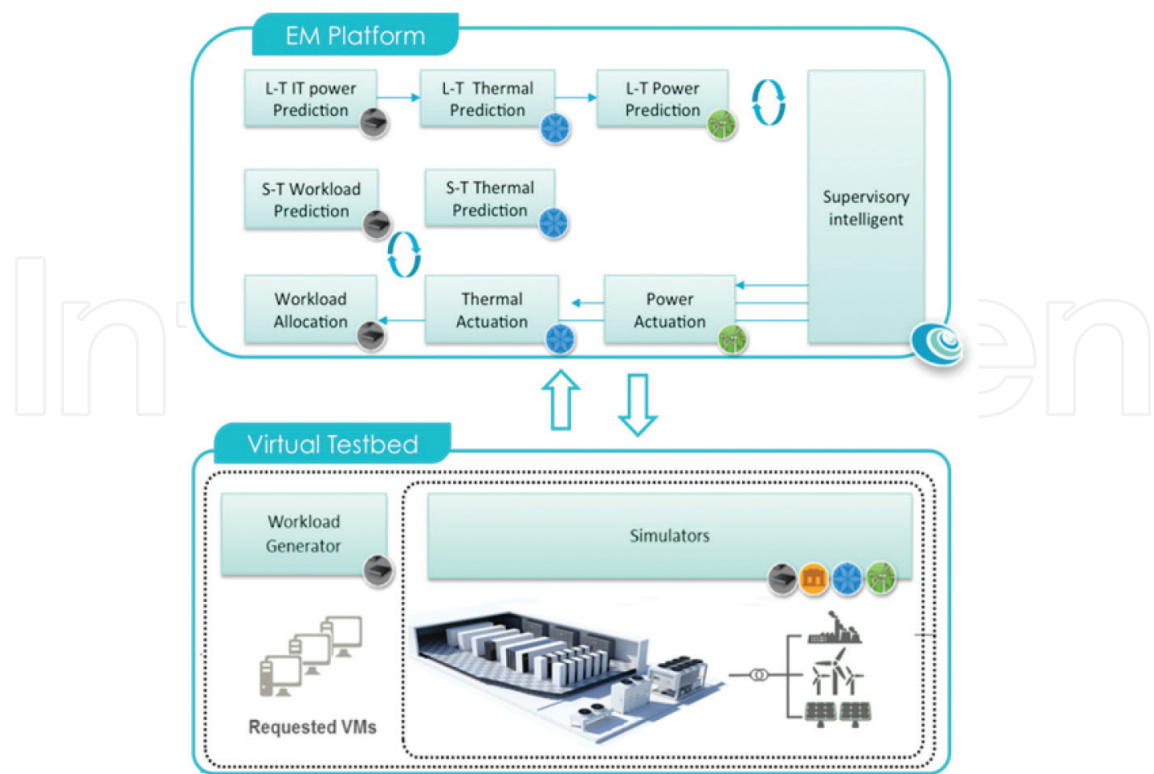 EM Platform
L-T IT power
Prediction
L-T Thermal
Prediction
L-T Power
Prediction
S-T Workload
Prediction
S-T Thermal
Prediction
Supervisory
intelligent
Workload
Allocation
Thermal
Actuation
Power
Actuation
Virtual Testbed
Workload
Generator
Simulators
Requested VMs